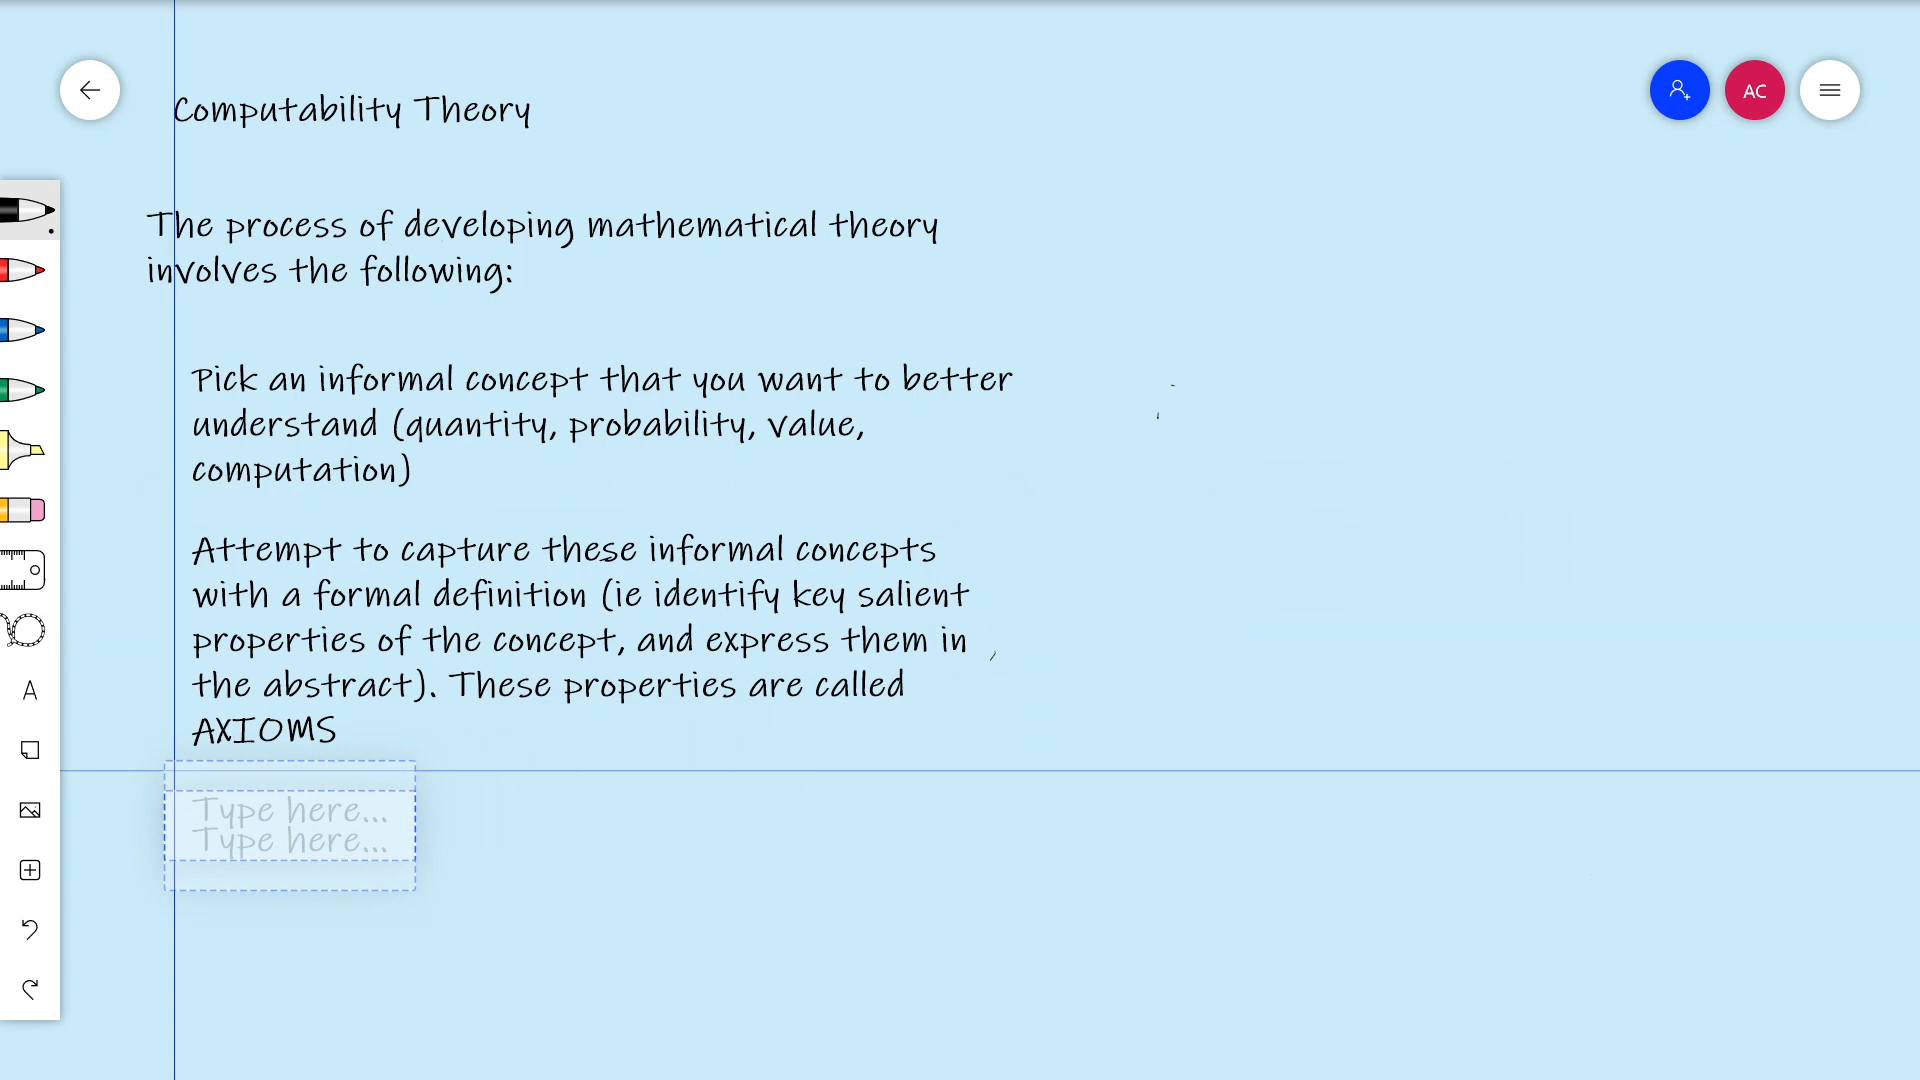 Computability Theory
AC
The process of developing mathematical theory
involves the following:
Pick an informal concept that you want to better
understand (quantity, probability, value,
computation)
Attempt to capture these informal concepts
with a formal definition (ie identify key salient
properties of the concept, and express them in
the abstract). These properties are called
AXIOMS
Type here...
Type here...
A